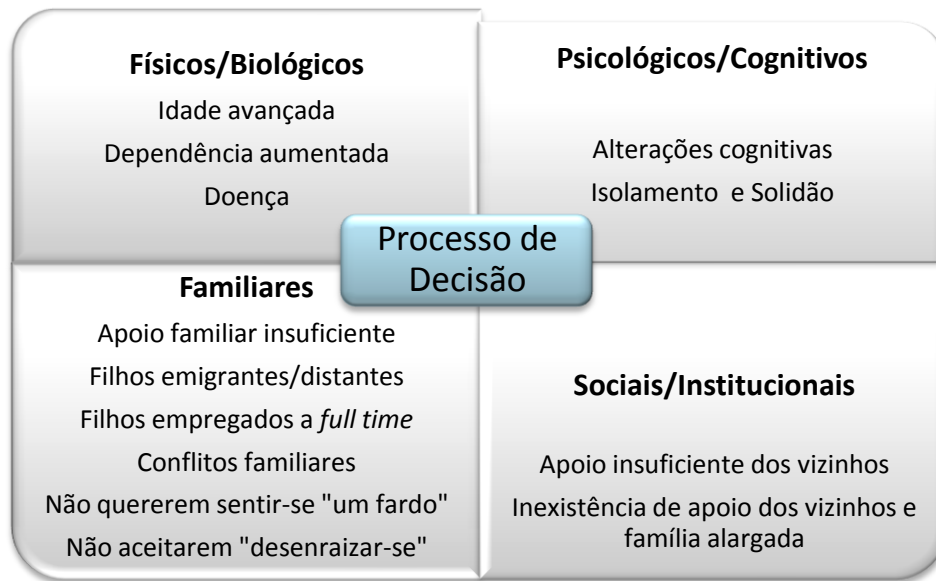 Físicos/Biológicos
Idade avançada
Dependência aumentada
Doença
Psicológicos/Cognitivos
Alterações cognitivas
Isolamento e Solidão
Processo de
Decisão
Familiares
Apoio familiar insuficiente
Filhos emigrantes/distantes
Filhos empregados a full time
Conflitos familiares
Não quererem sentir-se "um fardo"
Não aceitarem "desenraizar-se"
Sociais/Institucionais
Apoio insuficiente dos vizinhos
Inexistência de apoio dos vizinhos e
família alargada